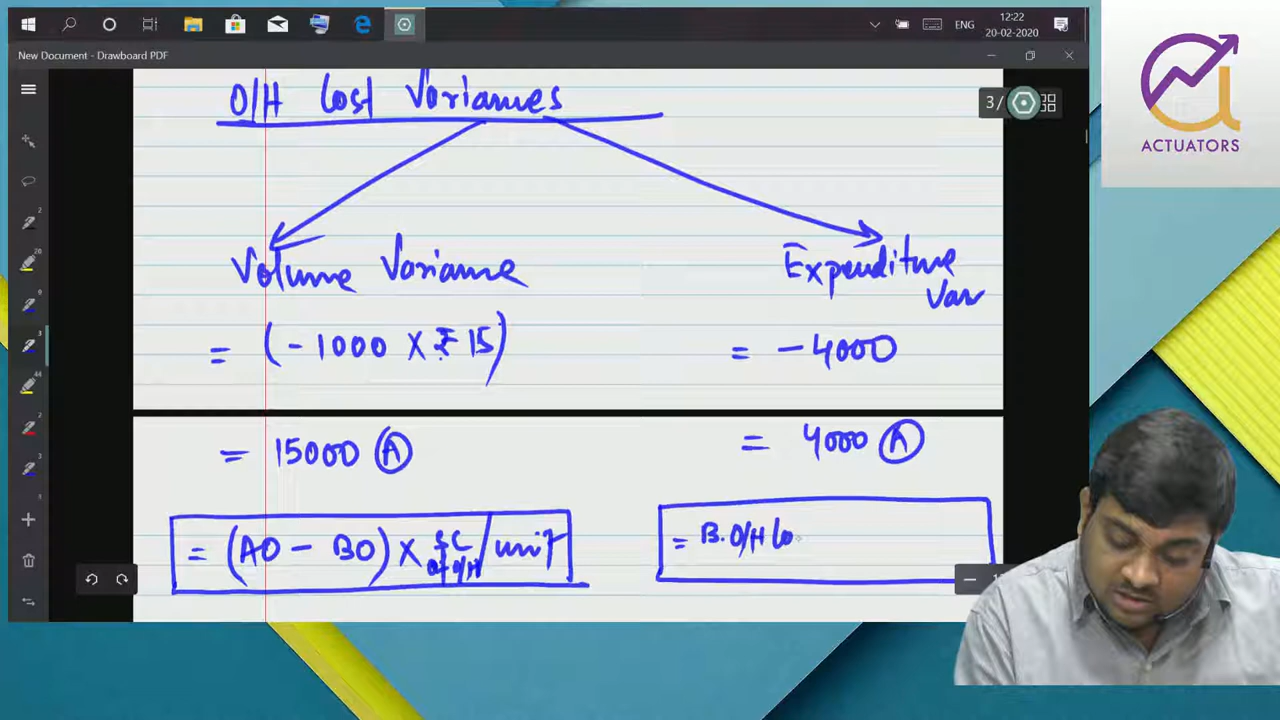 12:22
ENG
20-02-2020
New Document - Drawboard PDF
ACTUATORS
3/
O/H Cost Variances
Volume Variance
Expenditure Var
= (-1000 X ₹ 15)
= -4000
= 15000 (A)
= 4000 (A)
= (AO - BO) X SC of O/H /unit
= B. O/H Co